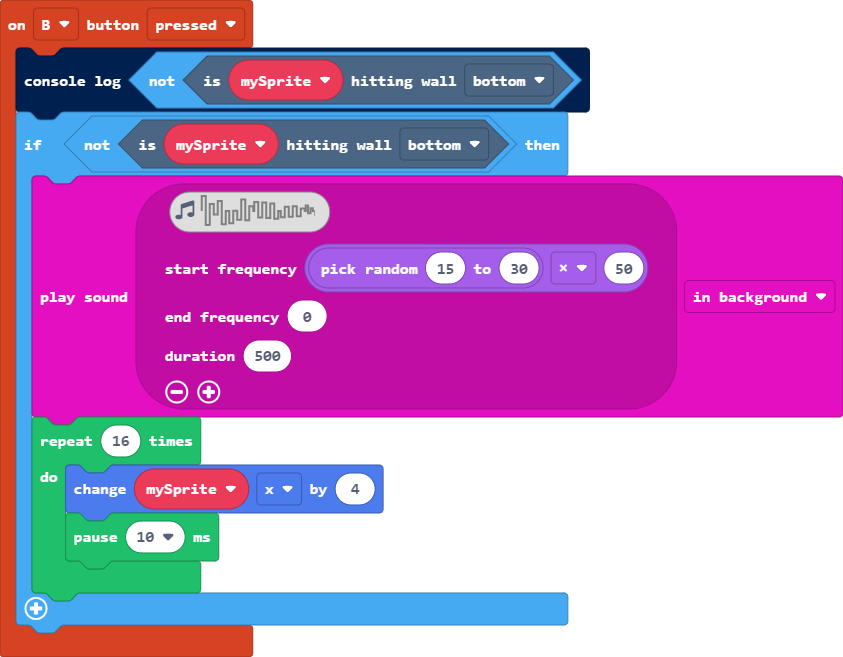 on B button pressed
console log not is mySprite hitting wall bottom
if not is mySprite hitting wall bottom then
play sound
start frequency pick random 15 to 30 × 50
end frequency 0
duration 500
in background
repeat 16 times
do
change mySprite x by 4
pause 10 ms